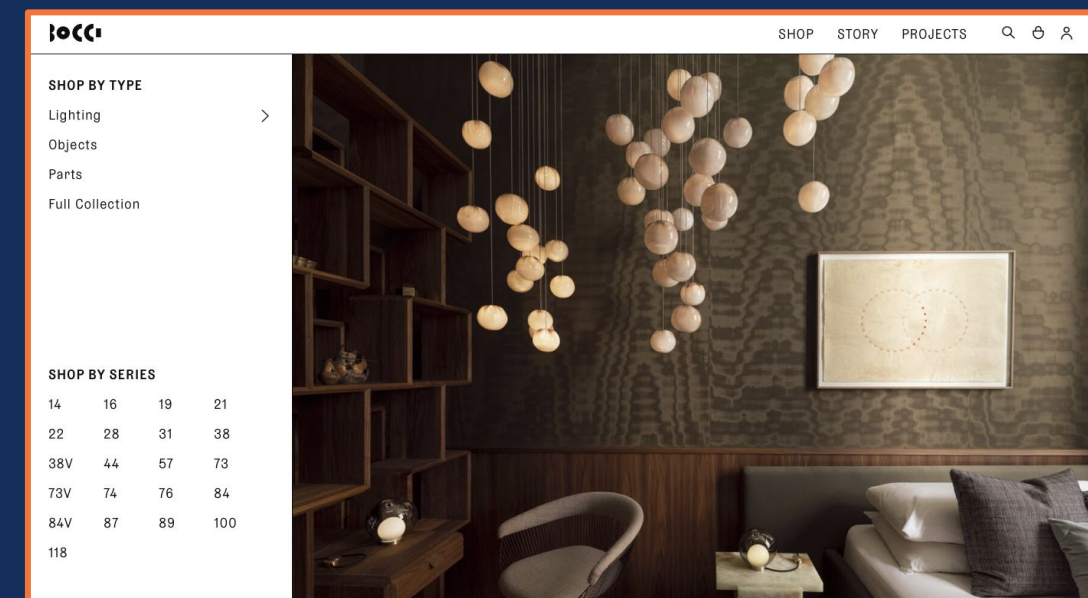 BOCCI
SHOP STORY PROJECTS
SHOP BY TYPE
Lighting
Objects
Parts
Full Collection
SHOP BY SERIES
14 16 19 21
22 28 31 38
38V 44 57 73
73V 74 76 84
84V 87 89 100
118